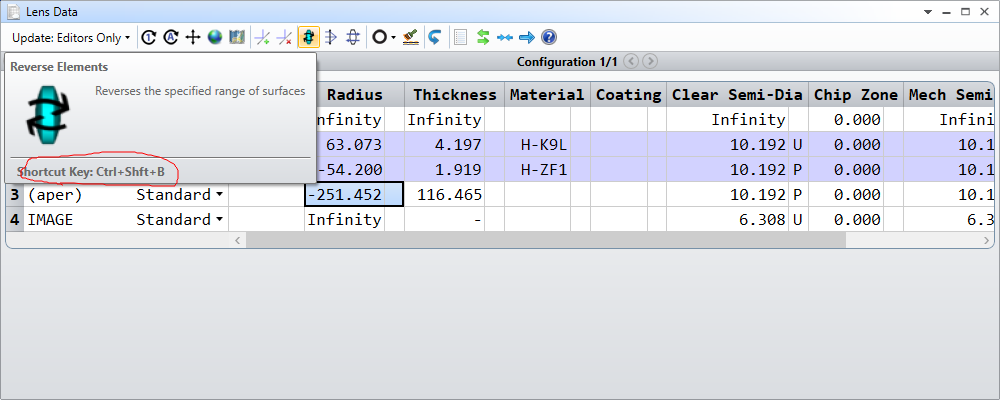 Lens Data
Update: Editors Only
Configuration 1/1
Reverse Elements
Reverses the specified range of surfaces
Shortcut Key: Ctrl+Shft+B
Radius Thickness Material Coating Clear Semi-Dia Chip Zone Mech Semi
Infinity Infinity Infinity 0.000 Infini
63.073 4.197 H-K9L 10.192 U 0.000 10.1
-54.200 1.919 H-ZF1 10.192 P 0.000 10.1
3 (aper) Standard -251.452 116.465 10.192 P 0.000 10.1
4 IMAGE Standard Infinity - 6.308 U 0.000 6.3